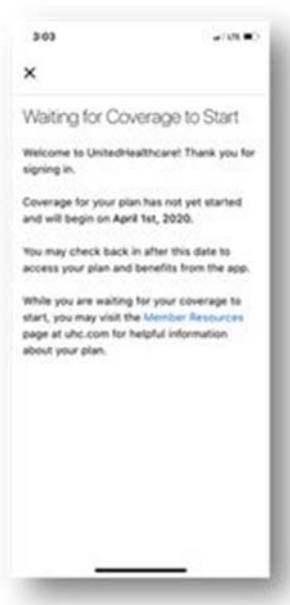 3:03
LTE
Waiting for Coverage to Start
Welcome to UnitedHealthcare! Thank you for
signing in.
Coverage for your plan has not yet started
and will begin on April 1st, 2020.
You may check back in after this date to
access your plan and benefits from the app.
While you are waiting for your coverage to
start, you may visit the Member Resources
page at uhc.com for helpful information
about your plan.